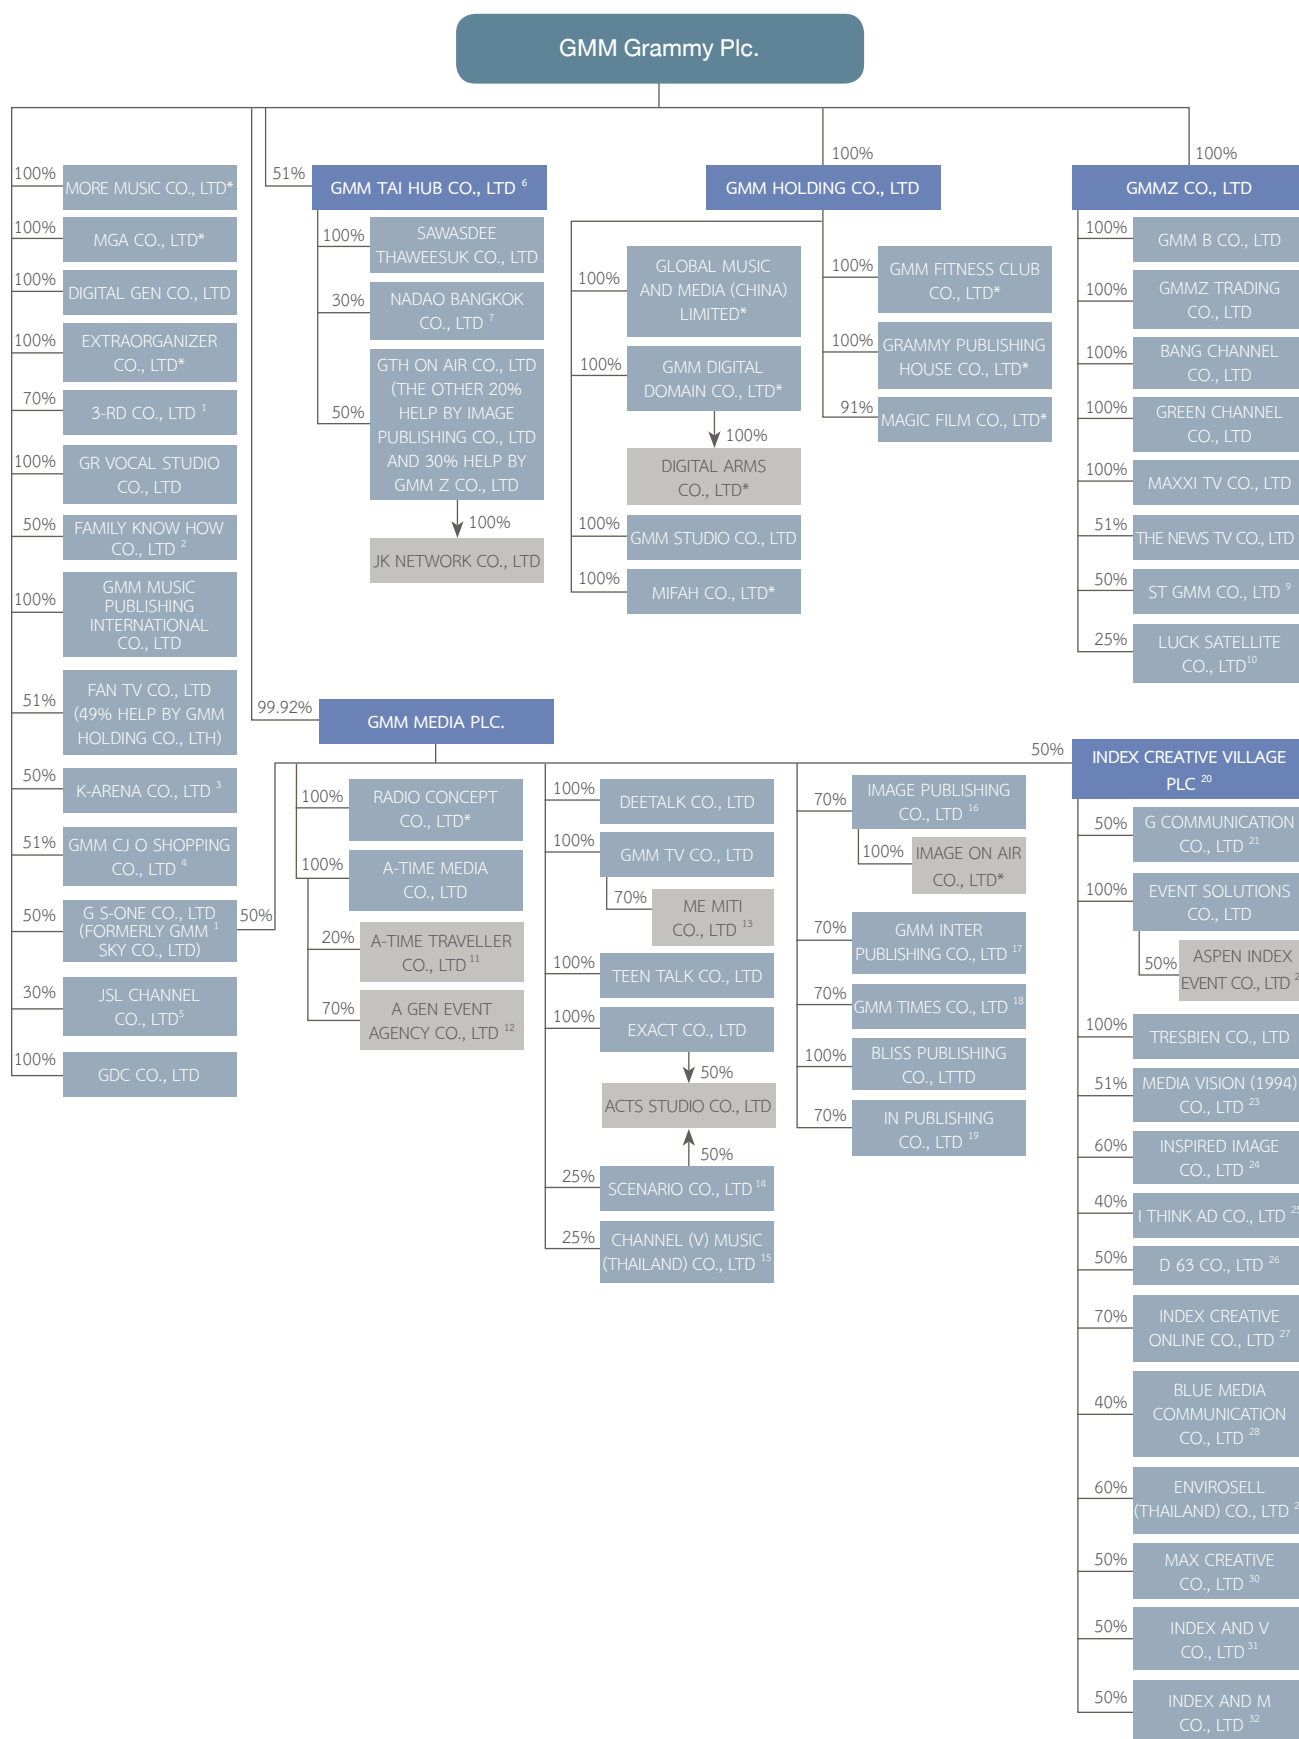 GMM Grammy Plc.
100%
MORE MUSIC CO., LTD*
100%
MGA CO., LTD*
100%
DIGITAL GEN CO., LTD
100%
EXTRAORGANIZER
CO., LTD*
70%
3-RD CO., LTD 1
100%
GR VOCAL STUDIO
CO., LTD
50%
FAMILY KNOW HOW
CO., LTD 2
100%
GMM MUSIC
PUBLISHING
INTERNATIONAL
CO., LTD
51%
FAN TV CO., LTD
(49% HELP BY GMM
HOLDING CO., LTH)
50%
K-ARENA CO., LTD 3
51%
GMM CJ O SHOPPING
CO., LTD 4
50%
G S-ONE CO., LTD
(FORMERLY GMM 1
SKY CO., LTD)
50%
30%
JSL CHANNEL
CO., LTD5
100%
GDC CO., LTD
51%
GMM TAI HUB CO., LTD 6
100%
SAWASDEE
THAWEESUK CO., LTD
30%
NADAO BANGKOK
CO., LTD 7
50%
GTH ON AIR CO., LTD
(THE OTHER 20%
HELP BY IMAGE
PUBLISHING CO., LTD
AND 30% HELP BY
GMM Z CO., LTD
100%
JK NETWORK CO., LTD
100%
GMM HOLDING CO., LTD
100%
GLOBAL MUSIC
AND MEDIA (CHINA)
LIMITED*
100%
GMM DIGITAL
DOMAIN CO., LTD*
100%
DIGITAL ARMS
CO., LTD*
100%
GMM STUDIO CO., LTD
100%
MIFAH CO., LTD*
100%
GMM FITNESS CLUB
CO., LTD*
100%
GRAMMY PUBLISHING
HOUSE CO., LTD*
91%
MAGIC FILM CO., LTD*
100%
GMMZ CO., LTD
100%
GMM B CO., LTD
100%
GMMZ TRADING
CO., LTD
100%
BANG CHANNEL
CO., LTD
100%
GREEN CHANNEL
CO., LTD
100%
MAXXI TV CO., LTD
51%
THE NEWS TV CO., LTD
50%
ST GMM CO., LTD 9
25%
LUCK SATELLITE
CO., LTD10
99.92%
GMM MEDIA PLC.
100%
RADIO CONCEPT
CO., LTD*
100%
A-TIME MEDIA
CO., LTD
20%
A-TIME TRAVELLER
CO., LTD 11
70%
A GEN EVENT
AGENCY CO., LTD 12
100%
DEETALK CO., LTD
100%
GMM TV CO., LTD
70%
ME MITI
CO., LTD 13
100%
TEEN TALK CO., LTD
100%
EXACT CO., LTD
50%
ACTS STUDIO CO., LTD
50%
25%
SCENARIO CO., LTD 14
25%
CHANNEL (V) MUSIC
(THAILAND) CO., LTD 15
70%
IMAGE PUBLISHING
CO., LTD 16
100%
IMAGE ON AIR
CO., LTD*
70%
GMM INTER
PUBLISHING CO., LTD 17
70%
GMM TIMES CO., LTD 18
100%
BLISS PUBLISHING
CO., LTTD
70%
IN PUBLISHING
CO., LTD 19
50%
INDEX CREATIVE VILLAGE
PLC 20
50%
G COMMUNICATION
CO., LTD 21
100%
EVENT SOLUTIONS
CO., LTD
50%
ASPEN INDEX
EVENT CO., LTD 2
100%
TRESBIEN CO., LTD
51%
MEDIA VISION (1994)
CO., LTD 23
60%
INSPIRED IMAGE
CO., LTD 24
40%
I THINK AD CO., LTD 25
50%
D 63 CO., LTD 26
70%
INDEX CREATIVE
ONLINE CO., LTD 27
40%
BLUE MEDIA
COMMUNICATION
CO., LTD 28
60%
ENVIROSELL
(THAILAND) CO., LTD 2
50%
MAX CREATIVE
CO., LTD 30
50%
INDEX AND V
CO., LTD 31
50%
INDEX AND M
CO., LTD 32